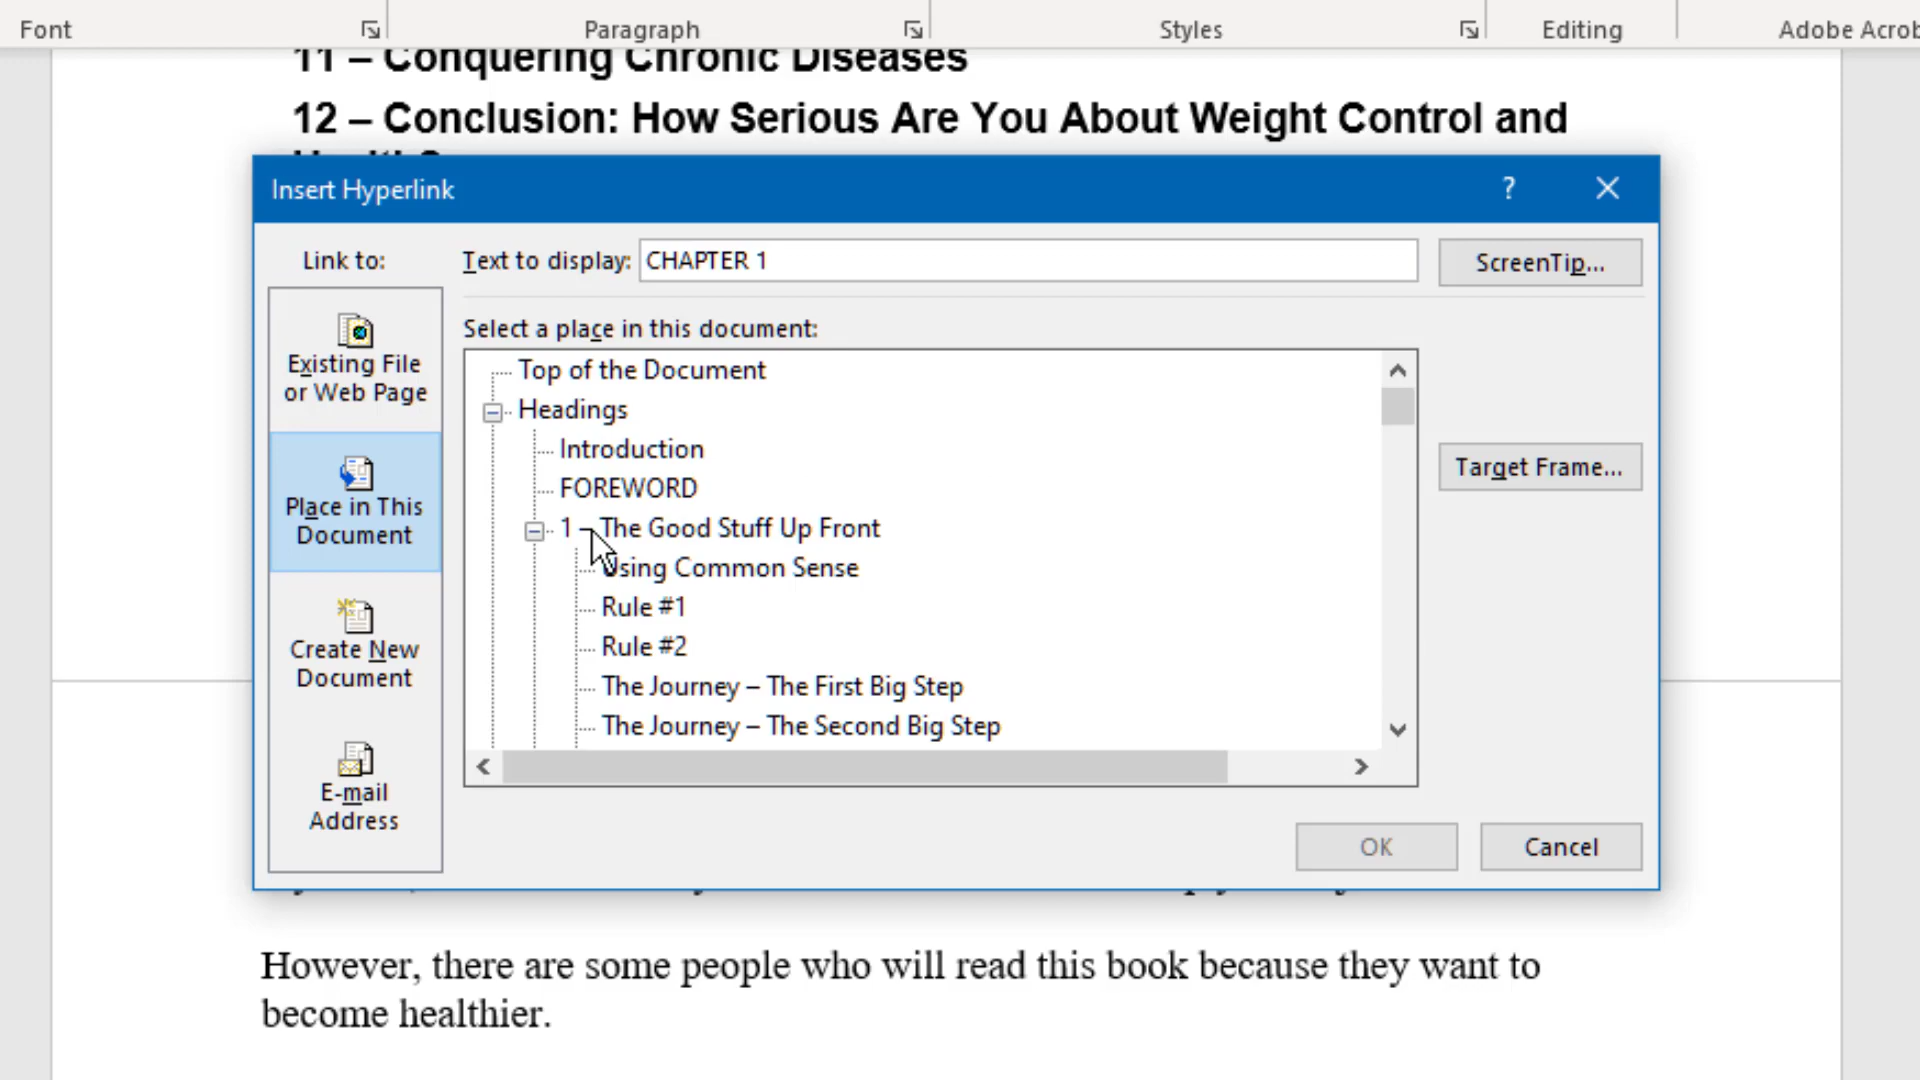 Font
Paragraph
Styles
Editing
Adobe Acrob
11 – Conquering Chronic Diseases
12 – Conclusion: How Serious Are You About Weight Control and
Insert Hyperlink
?
Link to:
Text to display:
CHAPTER 1
ScreenTip...
Existing File
or Web Page
Place in This
Document
Create New
Document
E-mail
Address
Select a place in this document:
Top of the Document
Headings
Introduction
FOREWORD
1 – The Good Stuff Up Front
Using Common Sense
Rule #1
Rule #2
The Journey – The First Big Step
The Journey – The Second Big Step
Target Frame...
OK
Cancel
However, there are some people who will read this book because they want to
become healthier.